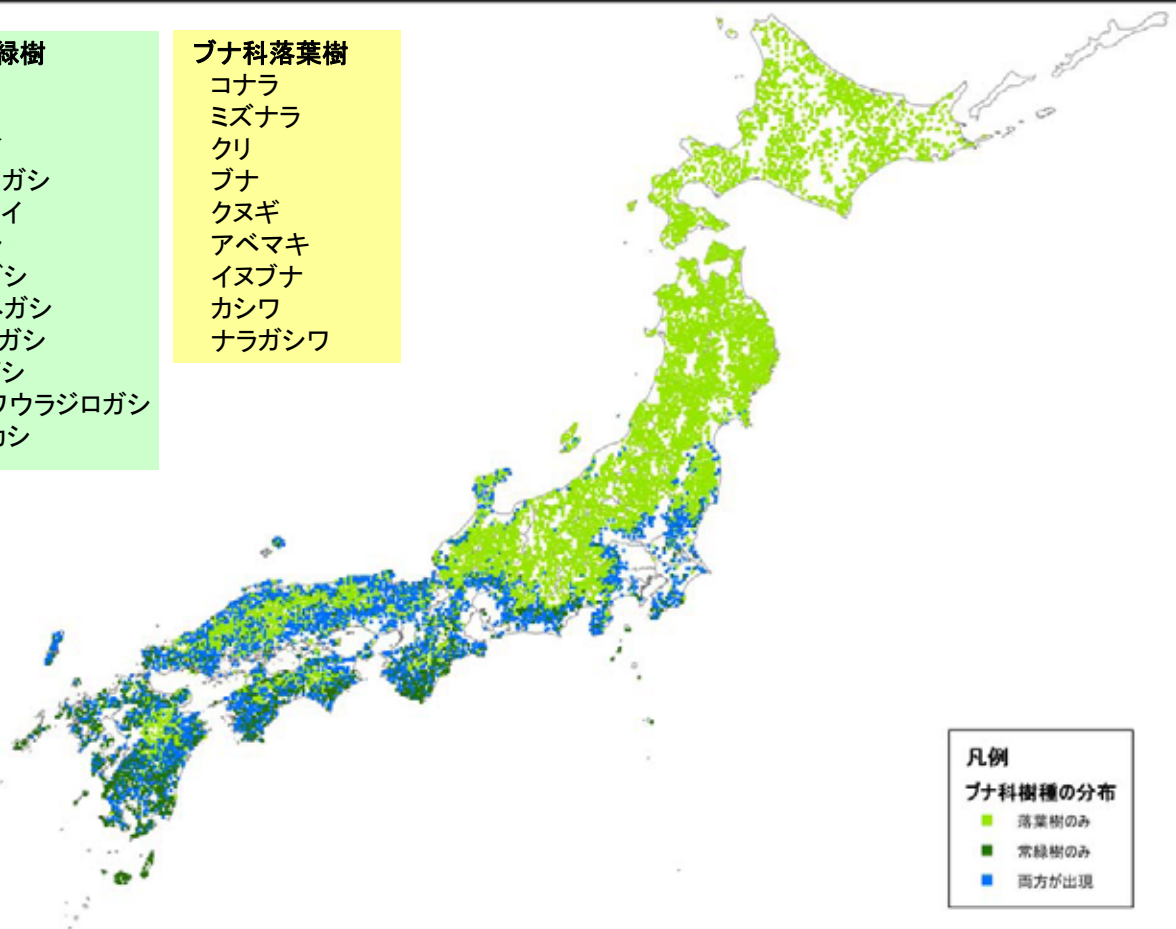 緑樹
ガシ
イ
シ
ガシ
ガシ
シ
ウラジロガシ
シ
ブナ科落葉樹
コナラ
ミズナラ
クリ
ブナ
クヌギ
アベマキ
イヌブナ
カシワ
ナラガシワ
凡例
ブナ科樹種の分布
落葉樹のみ
常緑樹のみ
両方が出現